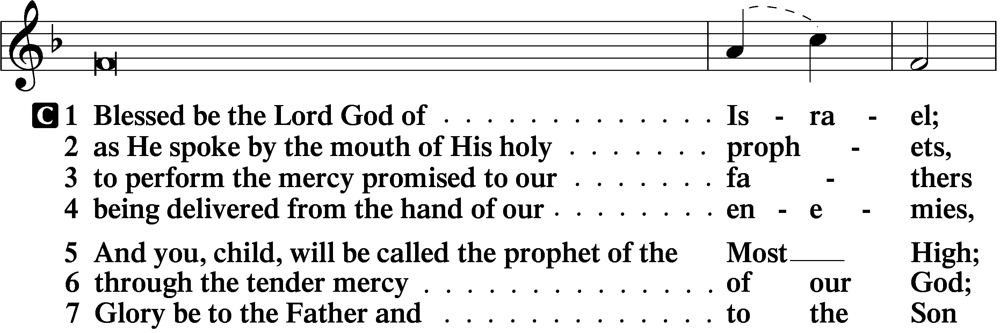 C 1 Blessed be the Lord God of . . . . . . . . . . . . . Is - ra - el;
2 as He spoke by the mouth of His holy . . . . . . . proph - ets,
3 to perform the mercy promised to our . . . . . . . fa - thers
4 being delivered from the hand of our . . . . . . . . en - e - mies,
5 And you, child, will be called the prophet of the Most____ High;
6 through the tender mercy . . . . . . . . . . . . . . of our God;
7 Glory be to the Father and . . . . . . . . . . . . . to the Son